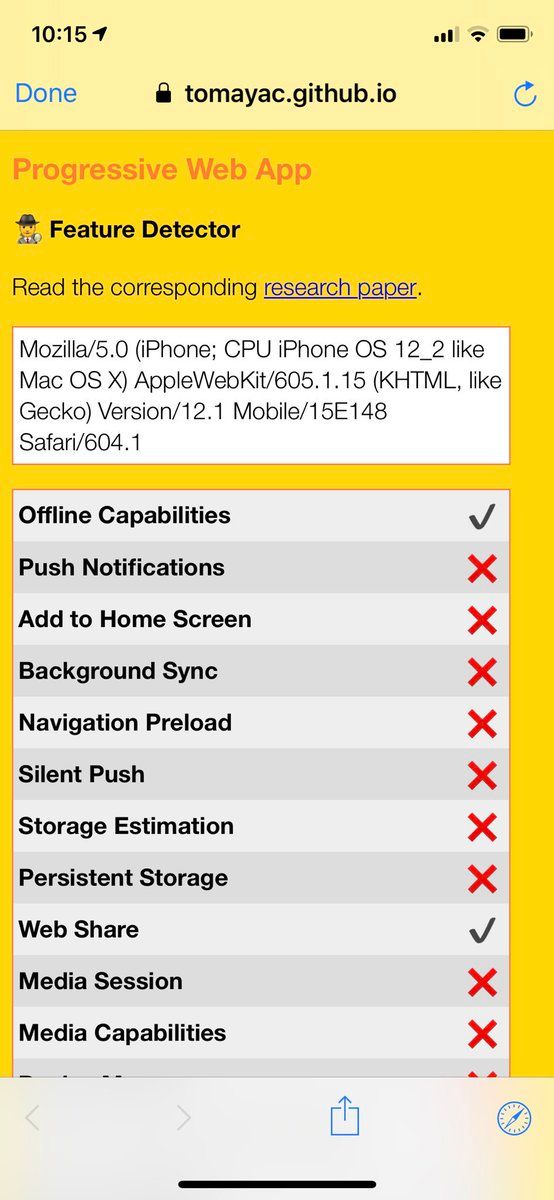 10:15
Done
tomayac.github.io
Progressive Web App
Feature Detector
Read the corresponding research paper.
Mozilla/5.0 (iPhone; CPU iPhone OS 12_2 like
Mac OS X) AppleWebKit/605.1.15 (KHTML, like
Gecko) Version/12.1 Mobile/15E148
Safari/604.1
Offline Capabilities
Push Notifications
Add to Home Screen
Background Sync
Navigation Preload
Silent Push
Storage Estimation
Persistent Storage
Web Share
Media Session
Media Capabilities